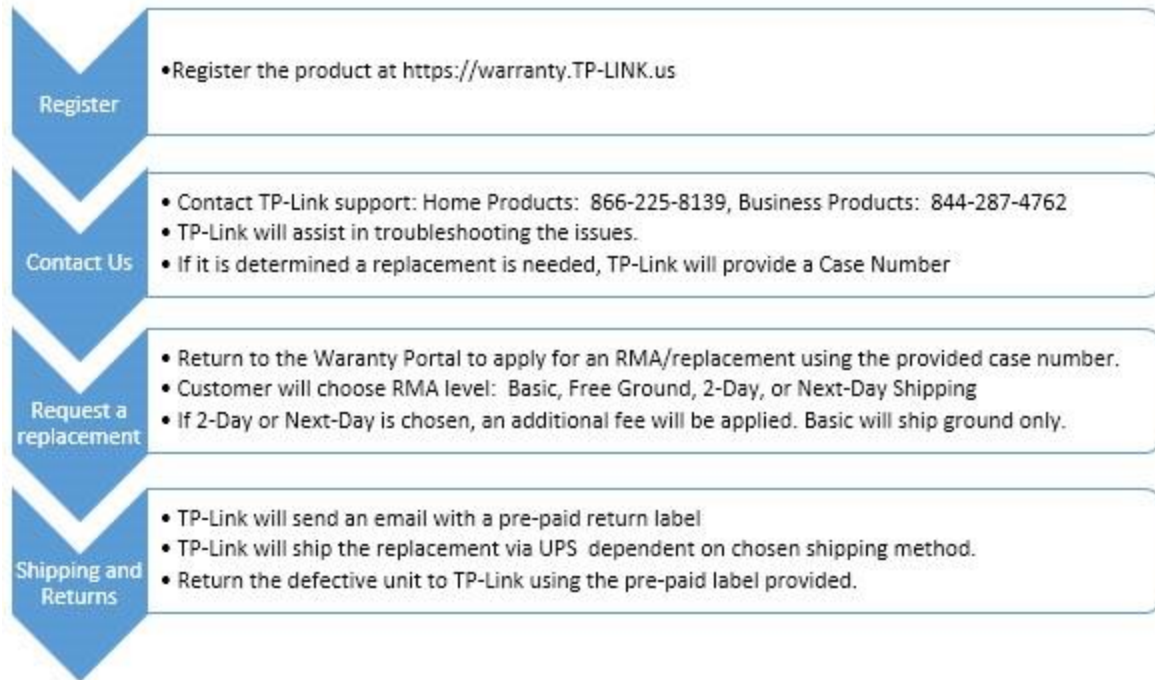 Register
•Register the product at https://warranty.TP-LINK.us
Contact Us
• Contact TP-Link support: Home Products: 866-225-8139, Business Products: 844-287-4762
• TP-Link will assist in troubleshooting the issues.
• If it is determined a replacement is needed, TP-Link will provide a Case Number
Request a
replacement
• Return to the Waranty Portal to apply for an RMA/replacement using the provided case number.
• Customer will choose RMA level: Basic, Free Ground, 2-Day, or Next-Day Shipping
• If 2-Day or Next-Day is chosen, an additional fee will be applied. Basic will ship ground only.
Shipping and
Returns
• TP-Link will send an email with a pre-paid return label
• TP-Link will ship the replacement via UPS dependent on chosen shipping method.
• Return the defective unit to TP-Link using the pre-paid label provided.